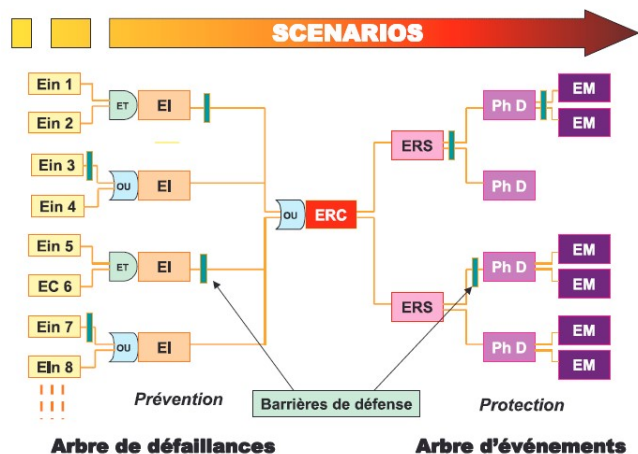 SCENARIOS
Ein 1
Ein 2
ET
EI
Ein 3
Ein 4
OU
EI
Ein 5
EC 6
ET
EI
Ein 7
EIn 8
OU
EI
OU
ERC
ERS
ERS
Ph D
Ph D
Ph D
Ph D
EM
EM
EM
EM
EM
EM
Prévention
Barrières de défense
Protection
Arbre de défaillances
Arbre d'événements